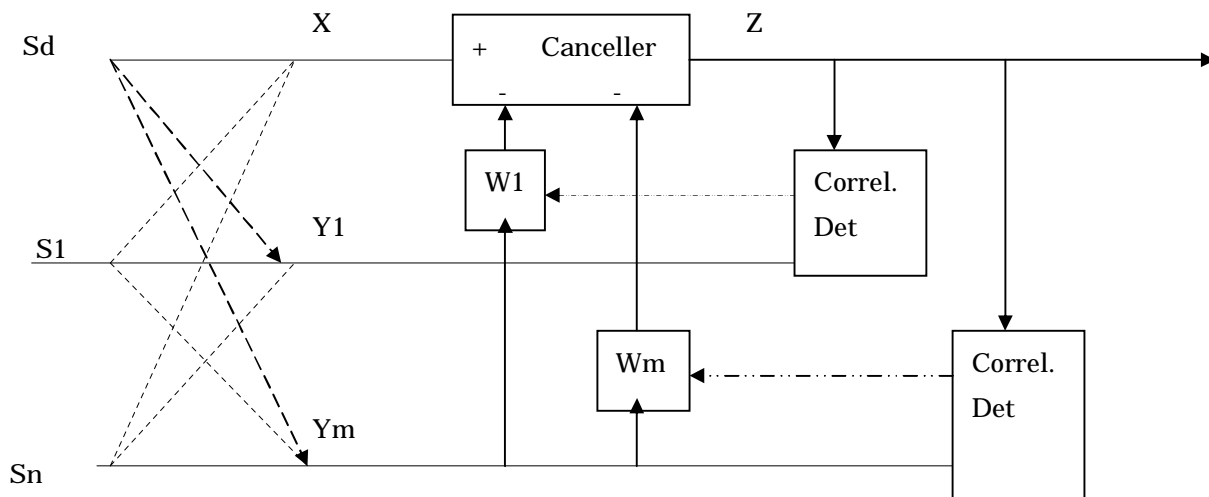 X
Z
Sd
+ Canceller
- -
W1
Correl.
Det
Y1
S1
Wm
Correl.
Det
Ym
Sn